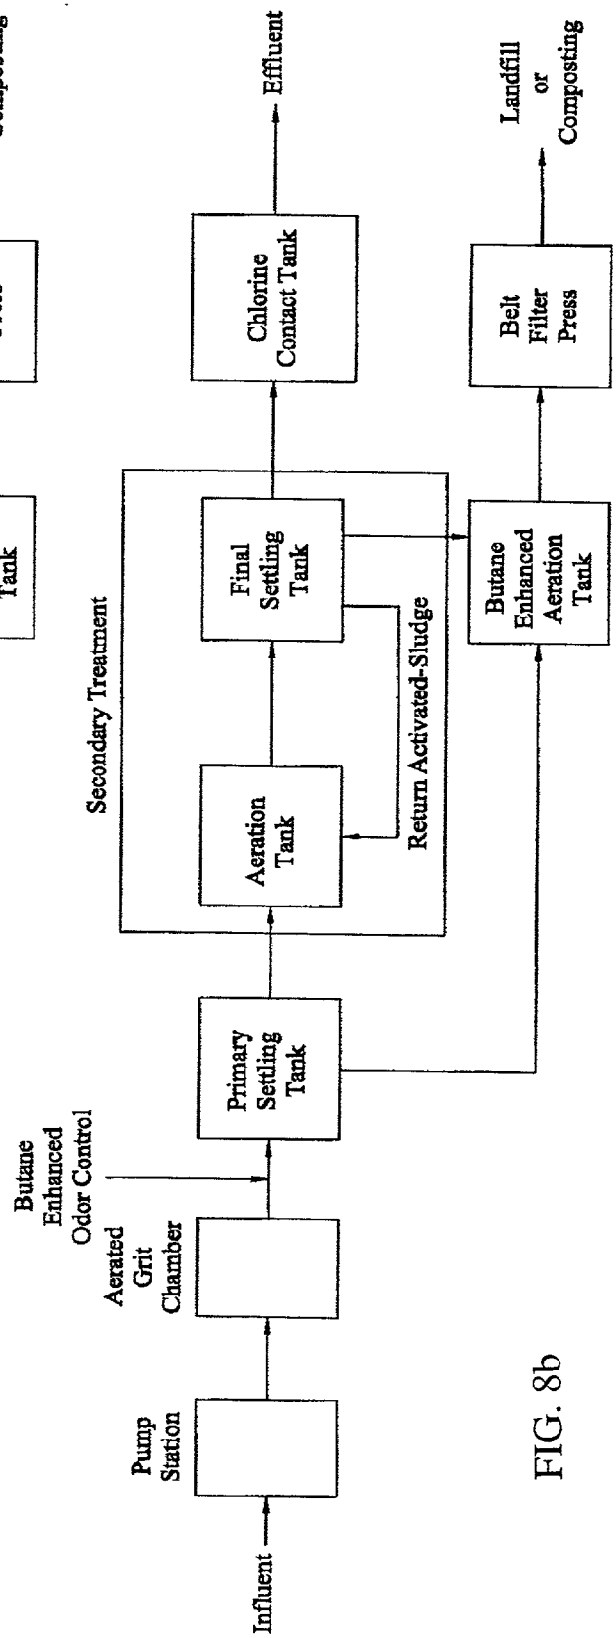 Influent
Pump
Station
Aerated
Grit
Chamber
Butane
Enhanced
Odor Control
Primary
Settling
Tank
Secondary Treatment
Aeration
Tank
Final
Settling
Tank
Return Activated-Sludge
Chlorine
Contact Tank
Effluent
Butane
Enhanced
Aeration
Tank
Belt
Filter
Press
Landfill
or
Composting
FIG. 8b
Tank